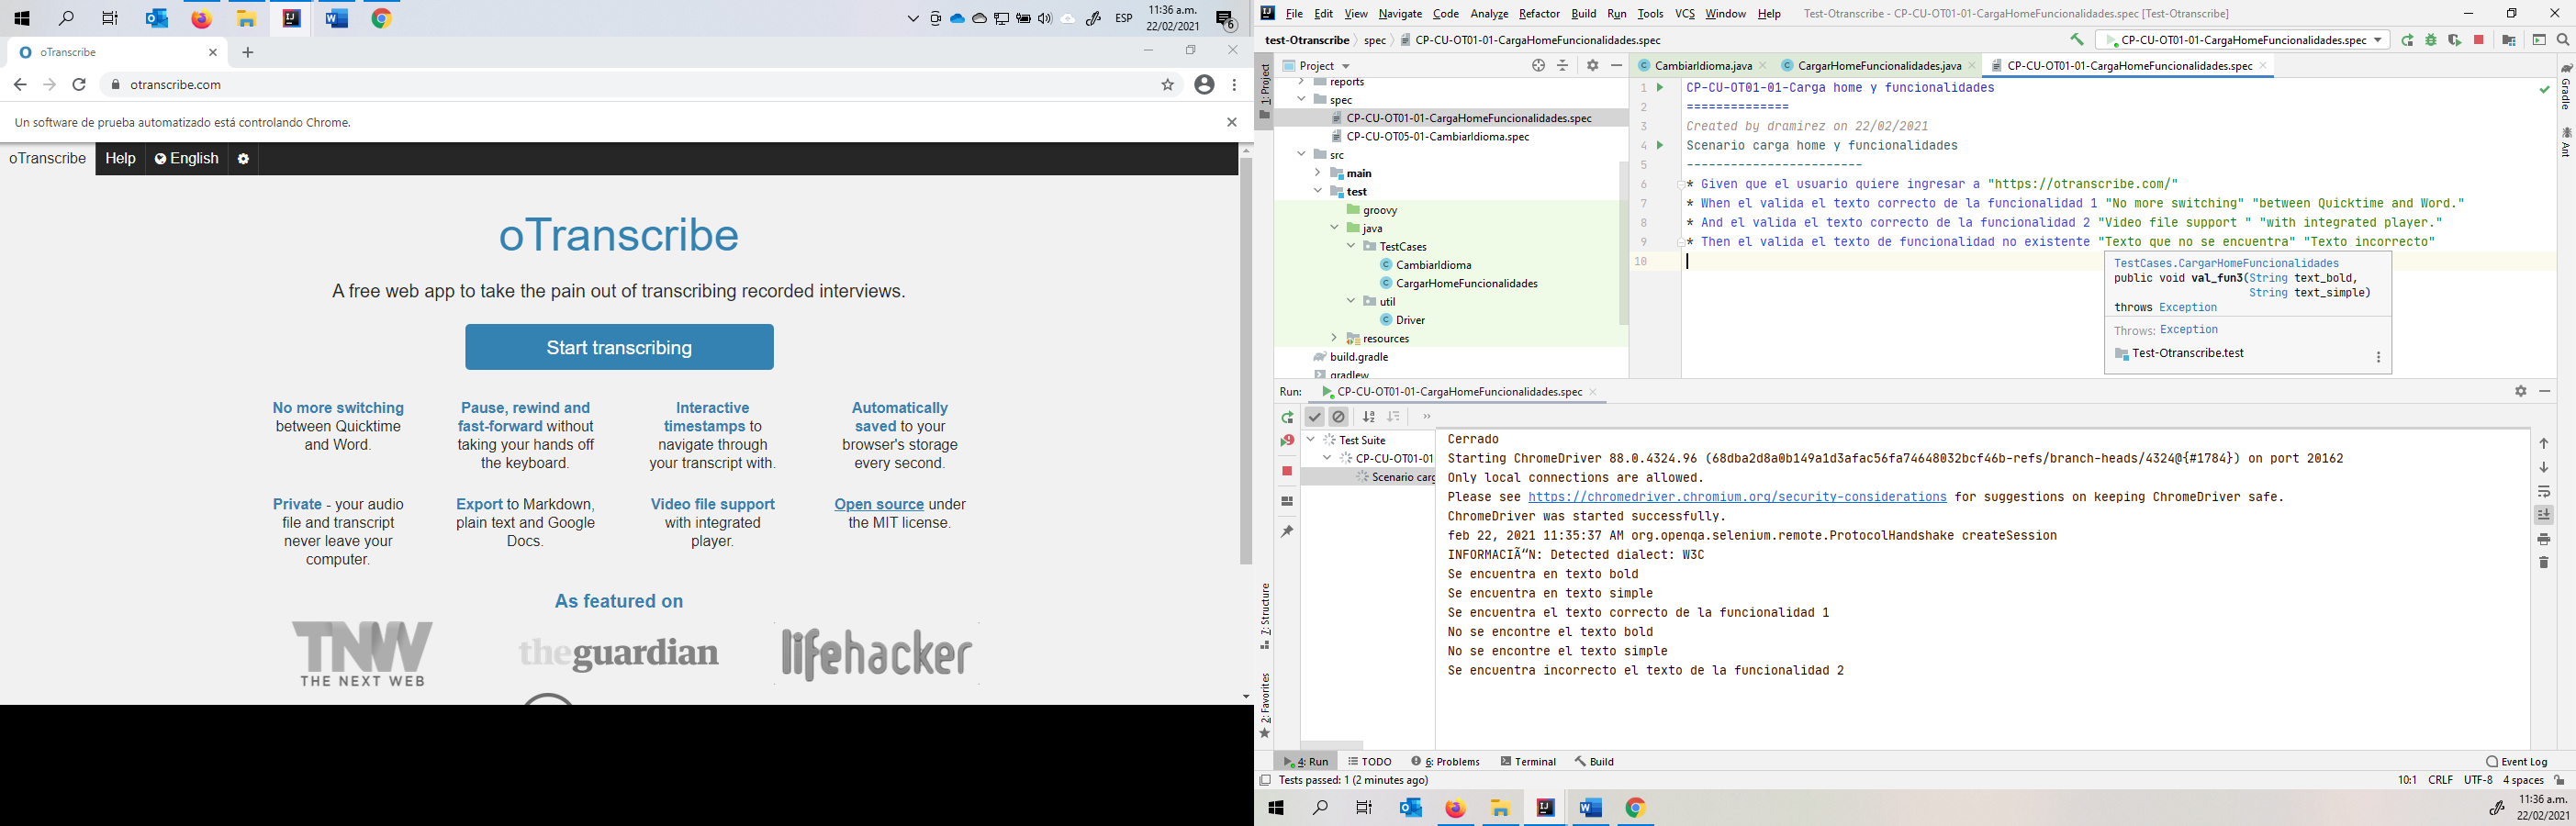 ESP
11:36 a.m.
22/02/2021
6
oTranscribe
otranscribe.com
Un software de prueba automatizado está controlando Chrome.
oTranscribe Help English
oTranscribe
A free web app to take the pain out of transcribing recorded interviews.
Start transcribing
No more switching
between Quicktime
and Word.
Pause, rewind and
fast-forward without
taking your hands off
the keyboard.
Interactive
timestamps to
navigate through
your transcript with.
Automatically
saved to your
browser's storage
every second.
Private - your audio
file and transcript
never leave your
computer.
Export to Markdown,
plain text and Google
Docs.
Video file support
with integrated
player.
Open source under
the MIT license.
As featured on
TNW
THE NEXT WEB
theguardian
lifehacker
File Edit View Navigate Code Analyze Refactor Build Run Tools VCS Window Help Test-Otranscribe - CP-CU-OT01-01-CargaHomeFuncionalidades.spec [Test-Otranscribe]
test-Otranscribe spec CP-CU-OT01-01-CargaHomeFuncionalidades.spec
CP-CU-OT01-01-CargaHomeFuncionalidades.spec
1: Project
Project
reports
spec
CP-CU-OT01-01-CargaHomeFuncionalidades.spec
CP-CU-OT05-01-CambiarIdioma.spec
src
main
test
groovy
java
TestCases
CambiarIdioma
CargarHomeFuncionalidades
util
Driver
resources
build.gradle
gradlew
CambiarIdioma.java CargarHomeFuncionalidades.java CP-CU-OT01-01-CargaHomeFuncionalidades.spec
1 CP-CU-OT01-01-Carga home y funcionalidades
2 ==============
3 Created by dramirez on 22/02/2021
4 Scenario carga home y funcionalidades
5 ------------------------
6 * Given que el usuario quiere ingresar a "https://otranscribe.com/"
7 * When el valida el texto correcto de la funcionalidad 1 "No more switching" "between Quicktime and Word."
8 * And el valida el texto correcto de la funcionalidad 2 "Video file support " "with integrated player."
9 * Then el valida el texto de funcionalidad no existente "Texto que no se encuentra" "Texto incorrecto"
10
TestCases.CargarHomeFuncionalidades
public void val_fun3(String text_bold,
String text_simple)
throws Exception
Throws: Exception
Test-Otranscribe.test
Gradle
Ant
Run: CP-CU-OT01-01-CargaHomeFuncionalidades.spec
Test Suite
CP-CU-OT01-01
Scenario carg
Cerrado
Starting ChromeDriver 88.0.4324.96 (68dba2d8a0b149a1d3afac56fa74648032bcf46b-refs/branch-heads/4324@{#1784}) on port 20162
Only local connections are allowed.
Please see https://chromedriver.chromium.org/security-considerations for suggestions on keeping ChromeDriver safe.
ChromeDriver was started successfully.
feb 22, 2021 11:35:37 AM org.openqa.selenium.remote.ProtocolHandshake createSession
INFORMACIÃ“N: Detected dialect: W3C
Se encuentra en texto bold
Se encuentra en texto simple
Se encuentra el texto correcto de la funcionalidad 1
No se encontre el texto bold
No se encontre el texto simple
Se encuentra incorrecto el texto de la funcionalidad 2
7: Structure
2: Favorites
4: Run TODO 6: Problems Terminal Build Event Log
Tests passed: 1 (2 minutes ago) 10:1 CRLF UTF-8 4 spaces
11:36 a.m.
22/02/2021